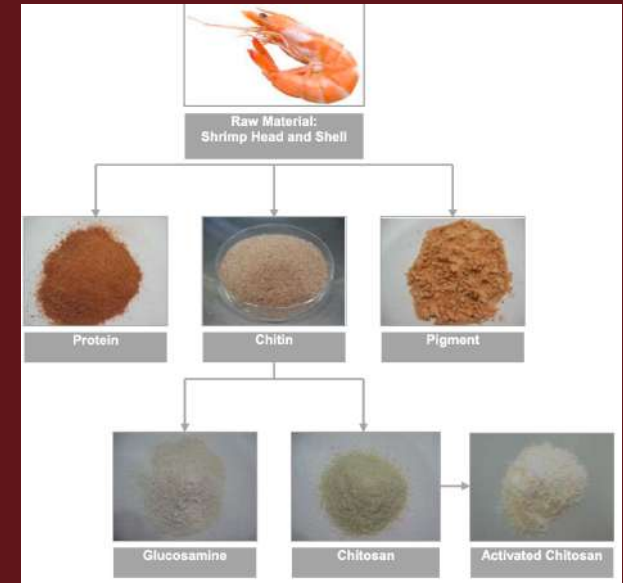 Raw Material:
Shrimp Head and Shell
Protein
Chitin
Pigment
Glucosamine
Chitosan
Activated Chitosan